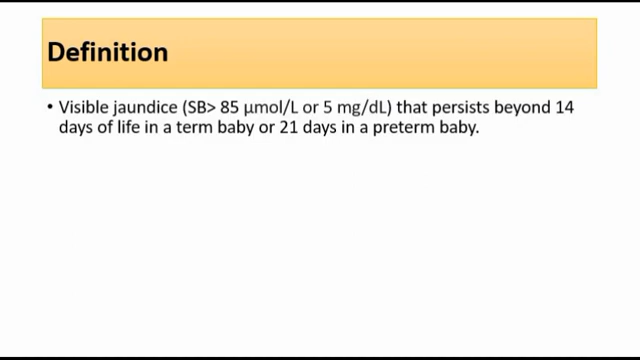 Definition
• Visible jaundice (SB> 85 µmol/L or 5 mg/dL) that persists beyond 14
days of life in a term baby or 21 days in a preterm baby.